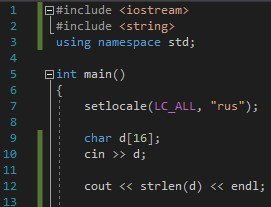 1 #include <iostream>
2 #include <string>
3 using namespace std;
4
5 int main()
6 {
7 setlocale(LC_ALL, "rus");
8
9 char d[16];
10 cin >> d;
11
12 cout << strlen(d) << endl;
13